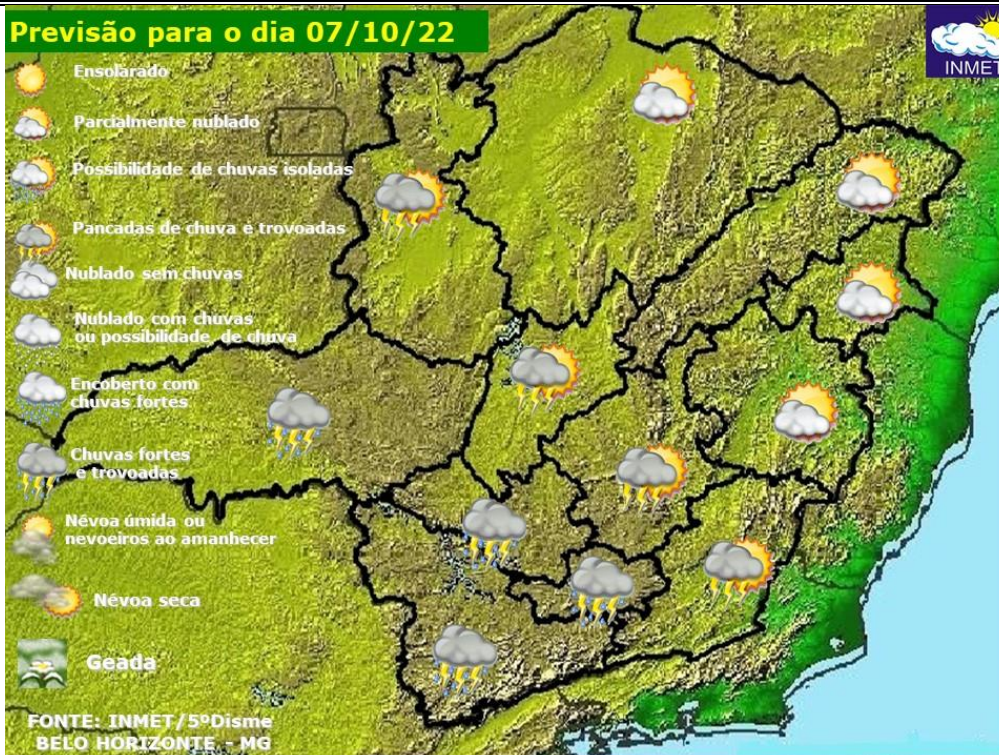 Previsão para o dia 07/10/22
INMET
Ensolarado
Parcialmente nublado
Possibilidade de chuvas isoladas
Pancadas de chuva e trovoadas
Nublado sem chuvas
Nublado com chuvas
ou possibilidade de chuva
Encoberto com
chuvas fortes
Chuvas fortes
e trovoadas
Névoa úmida ou
nevoeiros ao amanhecer
Névoa seca
Geada
FONTE: INMET/5ºDisme
BELO HORIZONTE - MG